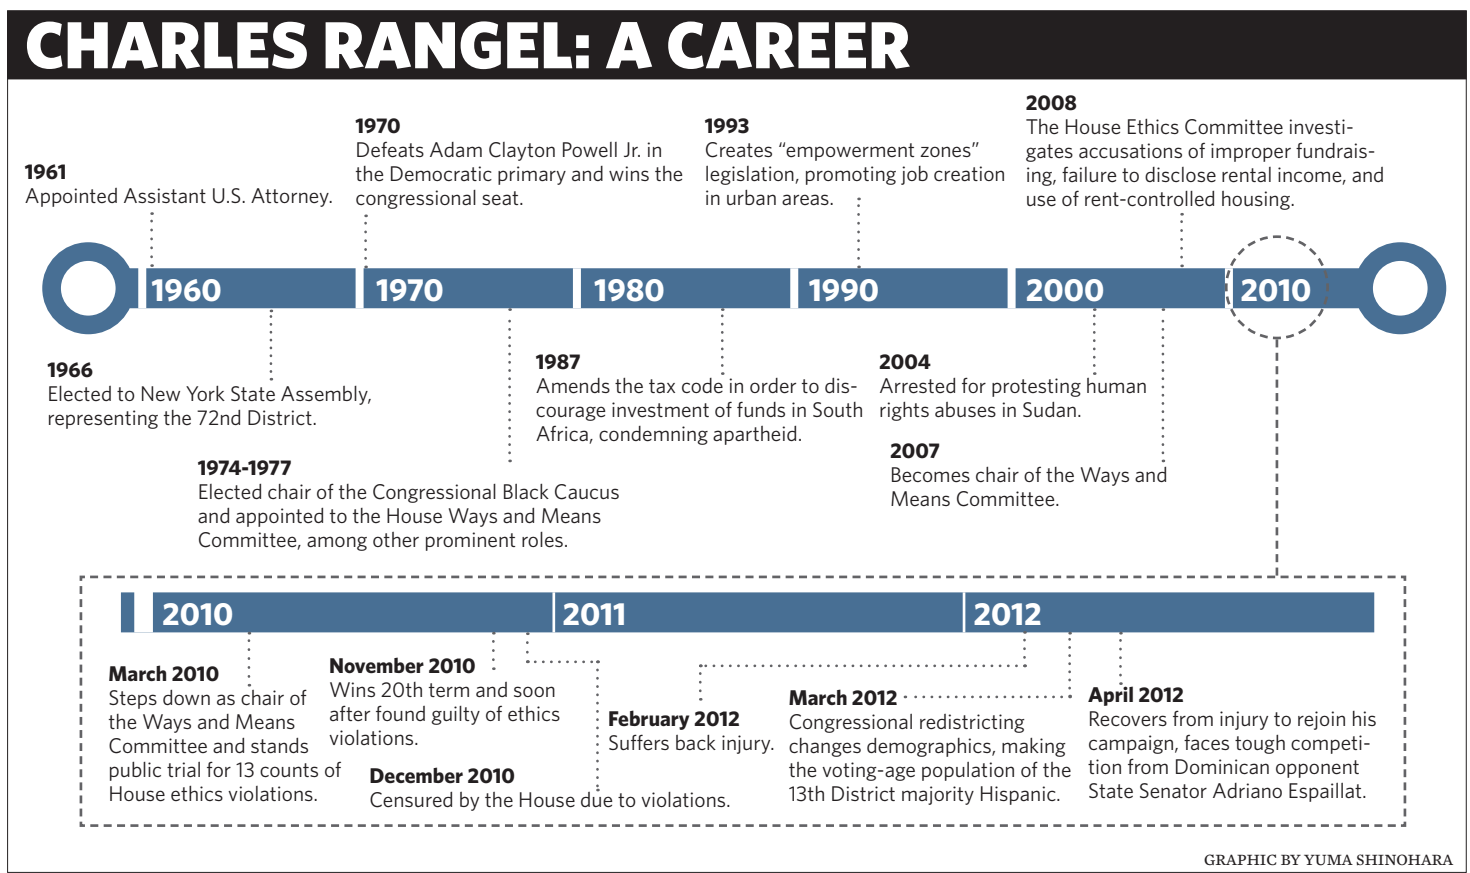 CHARLES RANGEL: A CAREER
1961
Appointed Assistant U.S. Attorney.
1970
Defeats Adam Clayton Powell Jr. in
the Democratic primary and wins the
congressional seat.
1993
Creates “empowerment zones”
legislation, promoting job creation
in urban areas.
2008
The House Ethics Committee investi-
gates accusations of improper fundrais-
ing, failure to disclose rental income, and
use of rent-controlled housing.
1960
1970
1980
1990
2000
2010
1966
Elected to New York State Assembly,
representing the 72nd District.
1974-1977
Elected chair of the Congressional Black Caucus
and appointed to the House Ways and Means
Committee, among other prominent roles.
1987
Amends the tax code in order to dis-
courage investment of funds in South
Africa, condemning apartheid.
2004
Arrested for protesting human
rights abuses in Sudan.
2007
Becomes chair of the Ways and
Means Committee.
2010
2011
2012
March 2010
Steps down as chair of
the Ways and Means
Committee and stands
public trial for 13 counts of
House ethics violations.
November 2010
Wins 20th term and soon
after found guilty of ethics
violations.
December 2010
Censured by the House due to violations.
February 2012
Suffers back injury.
March 2012
Congressional redistricting
changes demographics, making
the voting-age population of the
13th District majority Hispanic.
April 2012
Recovers from injury to rejoin his
campaign, faces tough competi-
tion from Dominican opponent
State Senator Adriano Espaillat.
GRAPHIC BY YUMA SHINOHARA